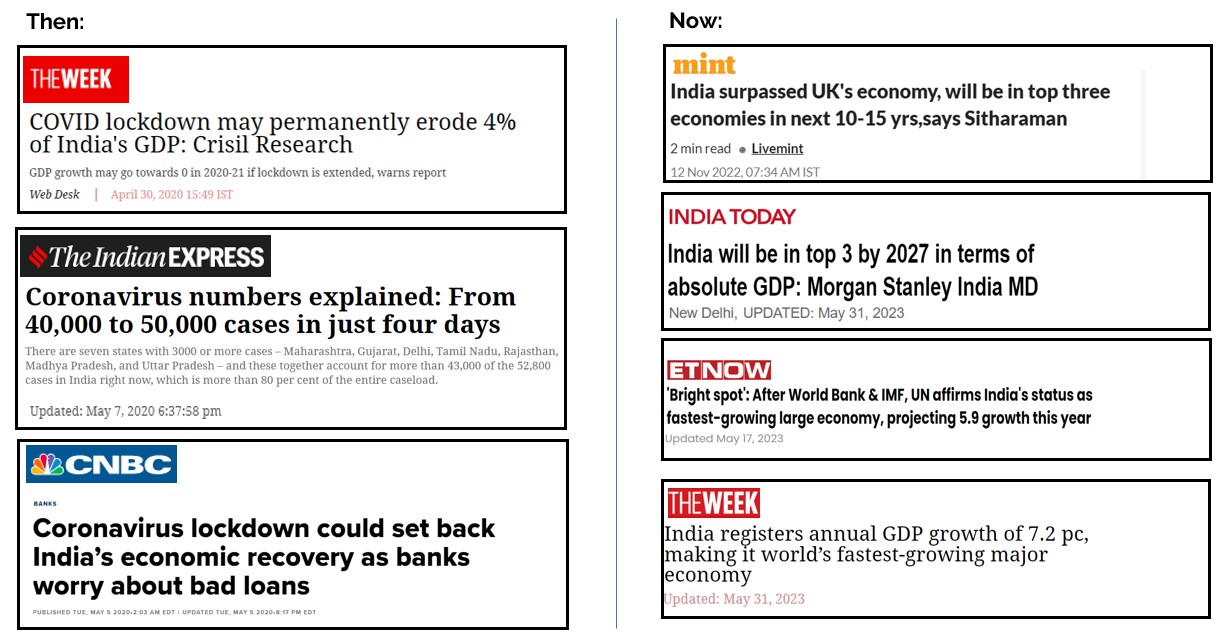 Then:
THE WEEK
COVID lockdown may permanently erode 4%
of India's GDP: Crisil Research
GDP growth may go towards 0 in 2020-21 if lockdown is extended, warns report
Web Desk | April 30, 2020 15:49 IST
The Indian EXPRESS
Coronavirus numbers explained: From
40,000 to 50,000 cases in just four days
There are seven states with 3000 or more cases – Maharashtra, Gujarat, Delhi, Tamil Nadu, Rajasthan,
Madhya Pradesh, and Uttar Pradesh – and these together account for more than 43,000 of the 52,800
cases in India right now, which is more than 80 per cent of the entire caseload.
Updated: May 7, 2020 6:37:58 pm
CNBC
BANKS
Coronavirus lockdown could set back
India’s economic recovery as banks
worry about bad loans
PUBLISHED TUE, MAY 5 2020•2:03 AM EDT | UPDATED TUE, MAY 5 2020•8:17 PM EDT
Now:
mint
India surpassed UK's economy, will be in top three
economies in next 10-15 yrs,says Sitharaman
2 min read ● Livemint
12 Nov 2022, 07:34 AM IST
INDIA TODAY
India will be in top 3 by 2027 in terms of
absolute GDP: Morgan Stanley India MD
New Delhi, UPDATED: May 31, 2023
ET NOW
'Bright spot': After World Bank & IMF, UN affirms India's status as
fastest-growing large economy, projecting 5.9 growth this year
Updated May 17, 2023
THE WEEK
India registers annual GDP growth of 7.2 pc,
making it world’s fastest-growing major
economy
Updated: May 31, 2023